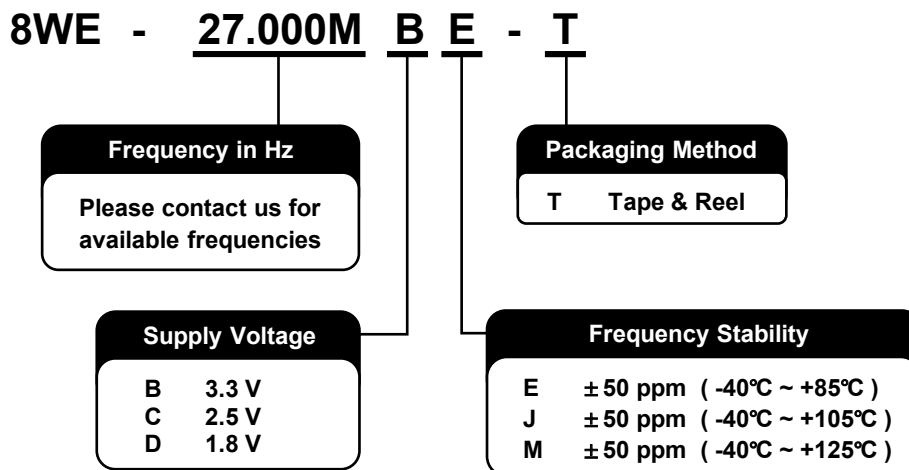 8WE - 27.000M B E - T
Frequency in Hz
Please contact us for
available frequencies
Packaging Method
T Tape & Reel
Supply Voltage
B 3.3 V
C 2.5 V
D 1.8 V
Frequency Stability
E ±50 ppm ( -40℃ ~ +85℃ )
J ±50 ppm ( -40℃ ~ +105℃ )
M ±50 ppm ( -40℃ ~ +125℃ )